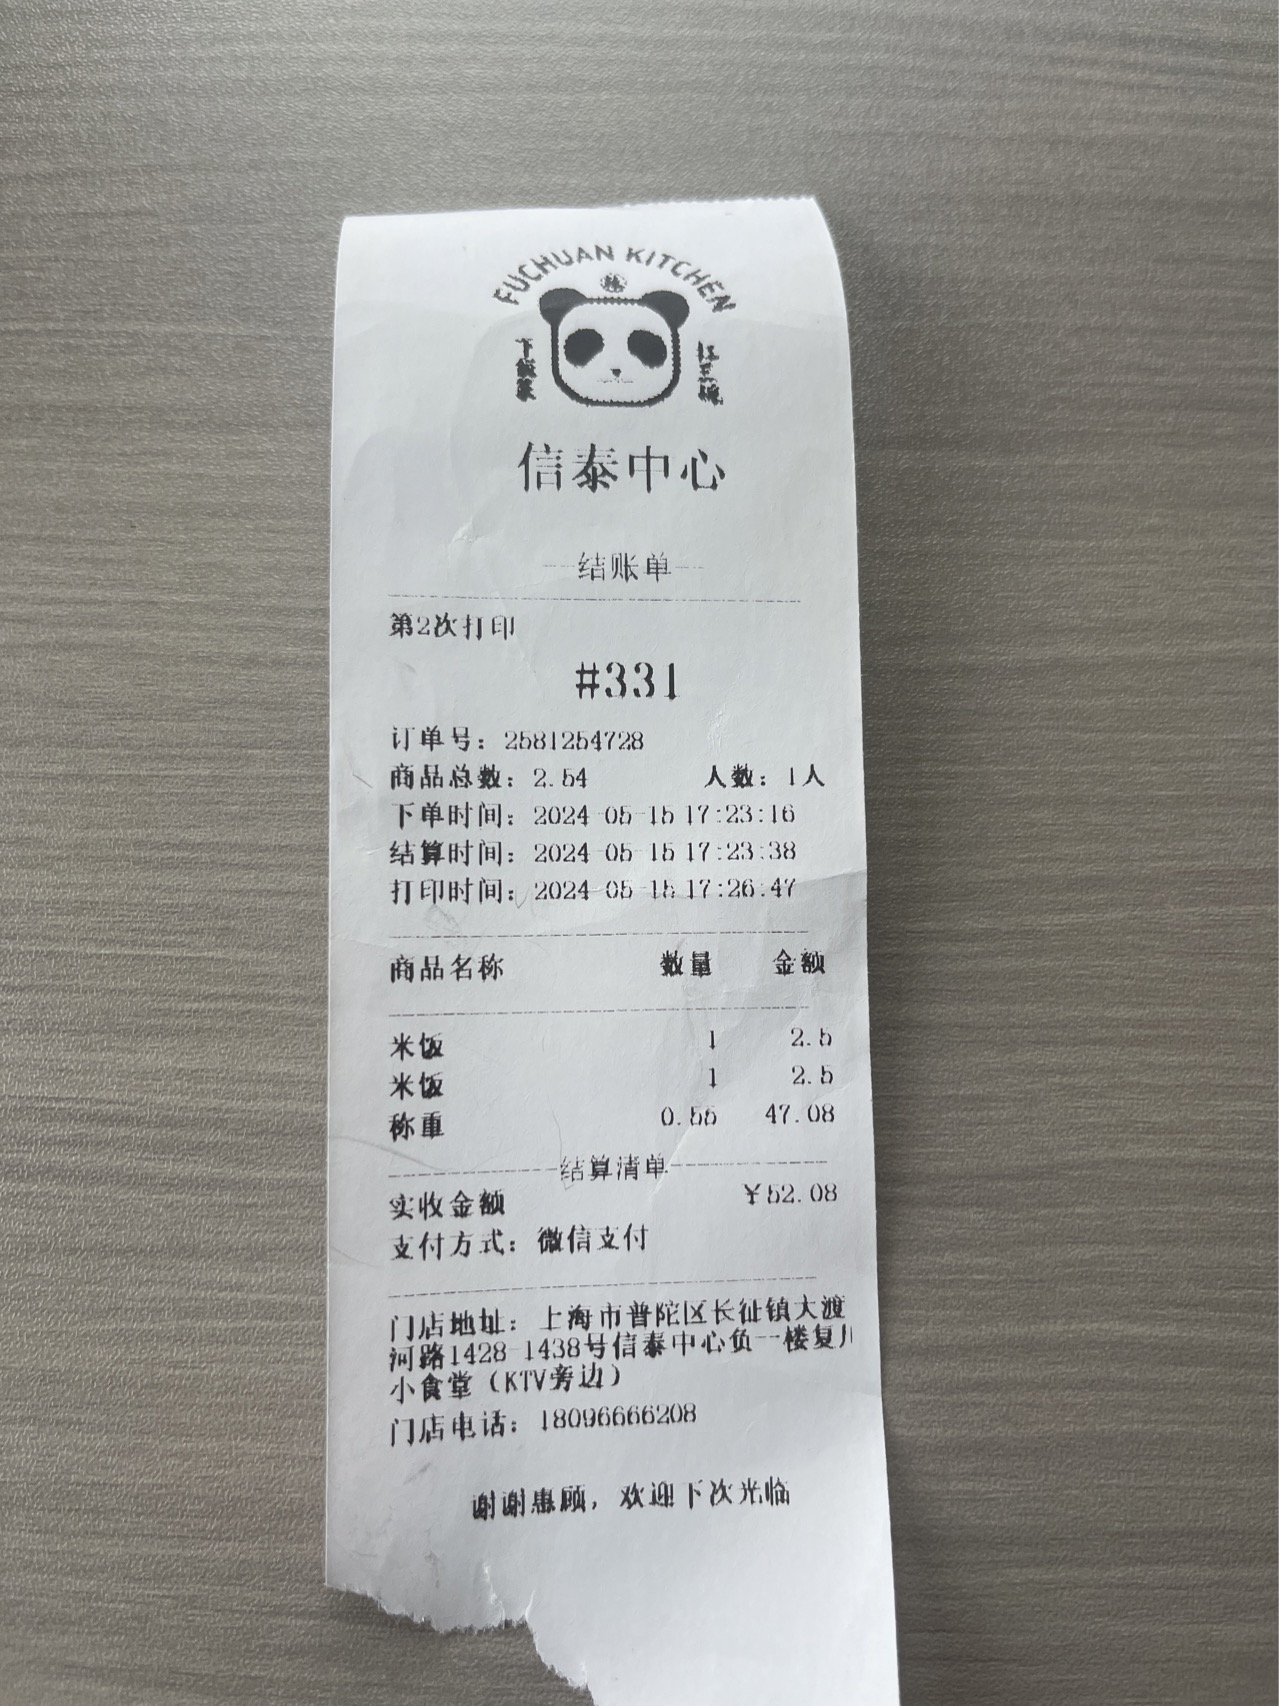 FUCHUAN KITCHEN
下饭菜
江王婉
信泰中心
结账单
第2次打印
#331
订单号：2581254728
商品总数：2.54 人数：1人
下单时间：2024-05-15 17:23:16
结算时间：2024-05-15 17:23:38
打印时间：2024-05-15 17:26:47
商品名称 数量 金额
米饭 1 2.5
米饭 1 2.5
称重 0.55 47.08
结算清单
实收金额 ¥52.08
支付方式：微信支付
门店地址：上海市普陀区长征镇大渡
河路1428-1438号信泰中心负一楼复川
小食堂（KTV旁边）
门店电话：18096666208
谢谢惠顾，欢迎下次光临